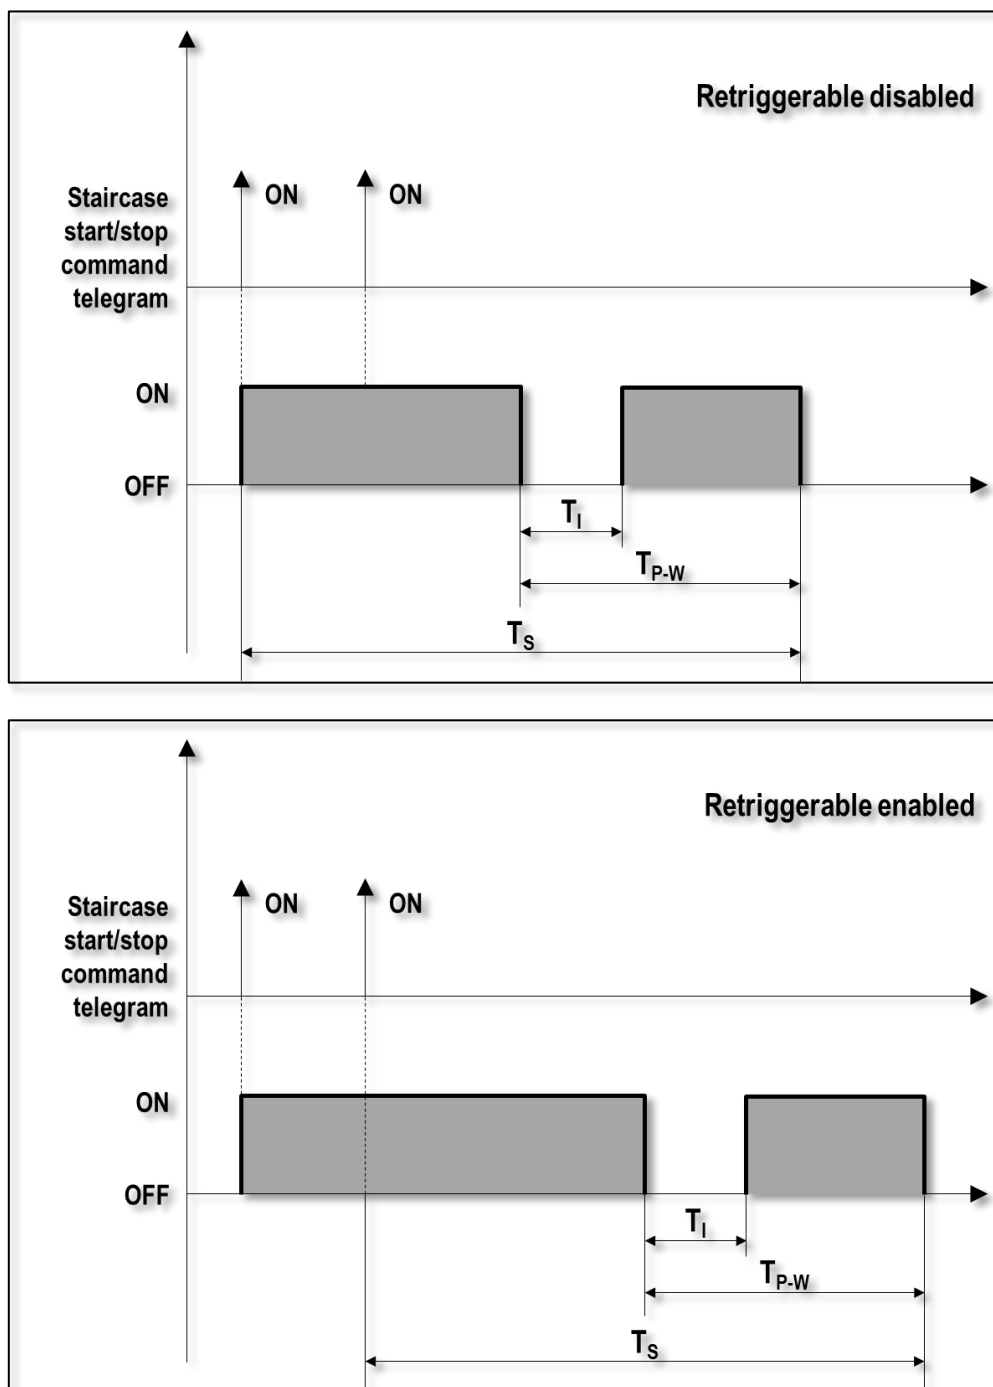 Retriggerable disabled
ON ON
Staircase
start/stop
command
telegram
ON
OFF
TI
TP-W
TS
Retriggerable enabled
ON ON
Staircase
start/stop
command
telegram
ON
OFF
TI
TP-W
TS